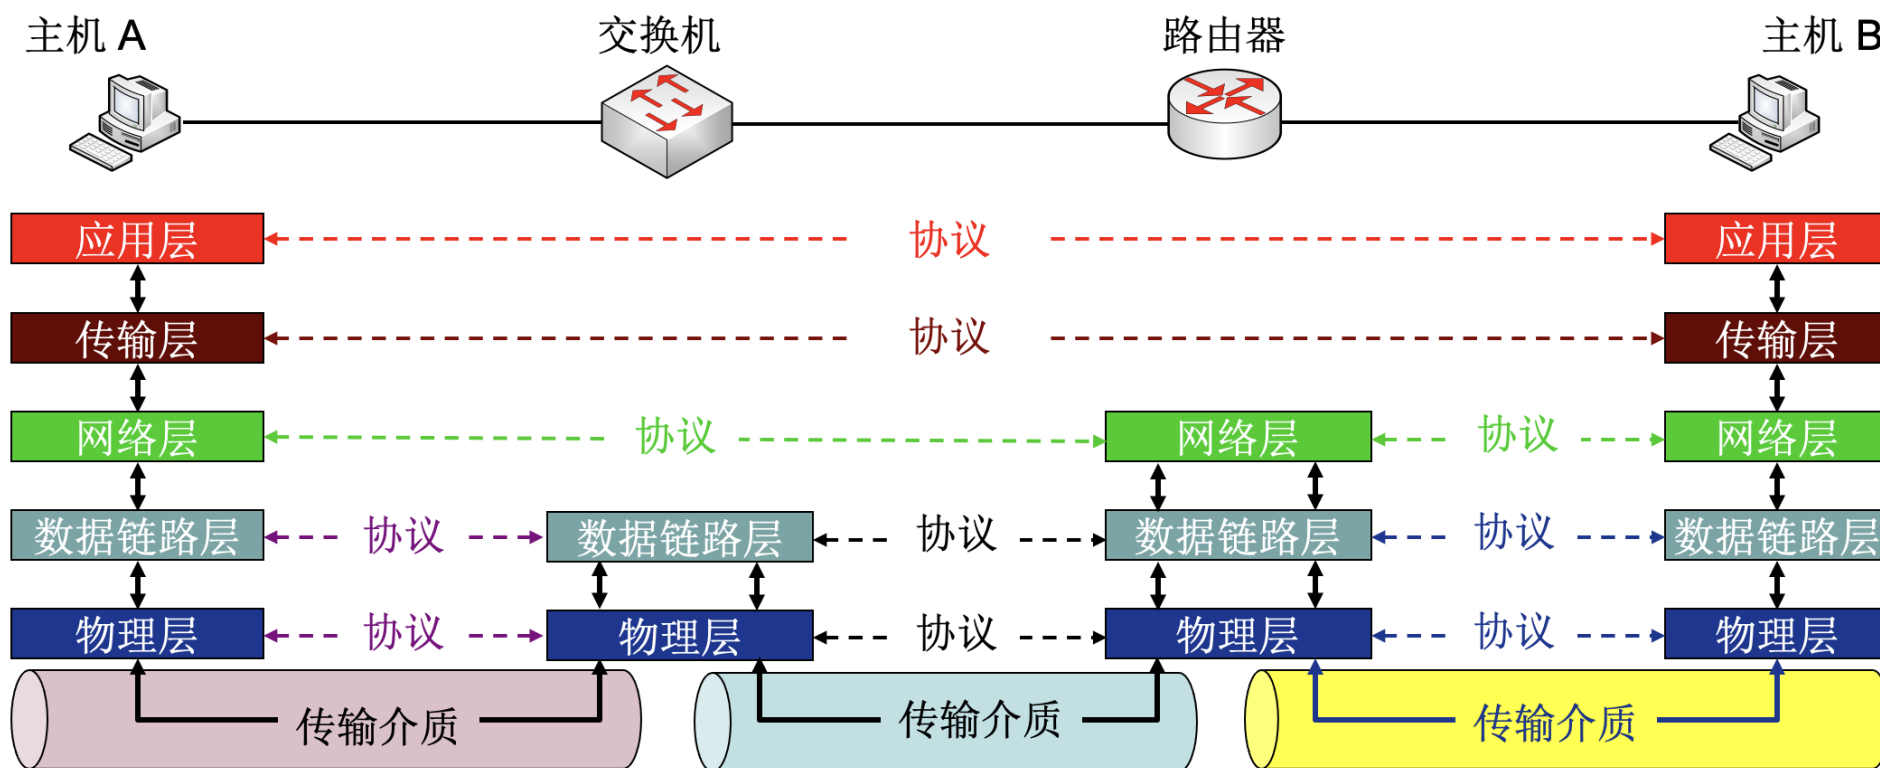 主机 A 交换机 路由器 主机 B
应用层 协议 应用层
传输层 协议 传输层
网络层 协议 网络层 协议 网络层
数据链路层 协议 数据链路层 协议 数据链路层 协议 数据链路层
物理层 协议 物理层 协议 物理层 协议 物理层
传输介质 传输介质 传输介质